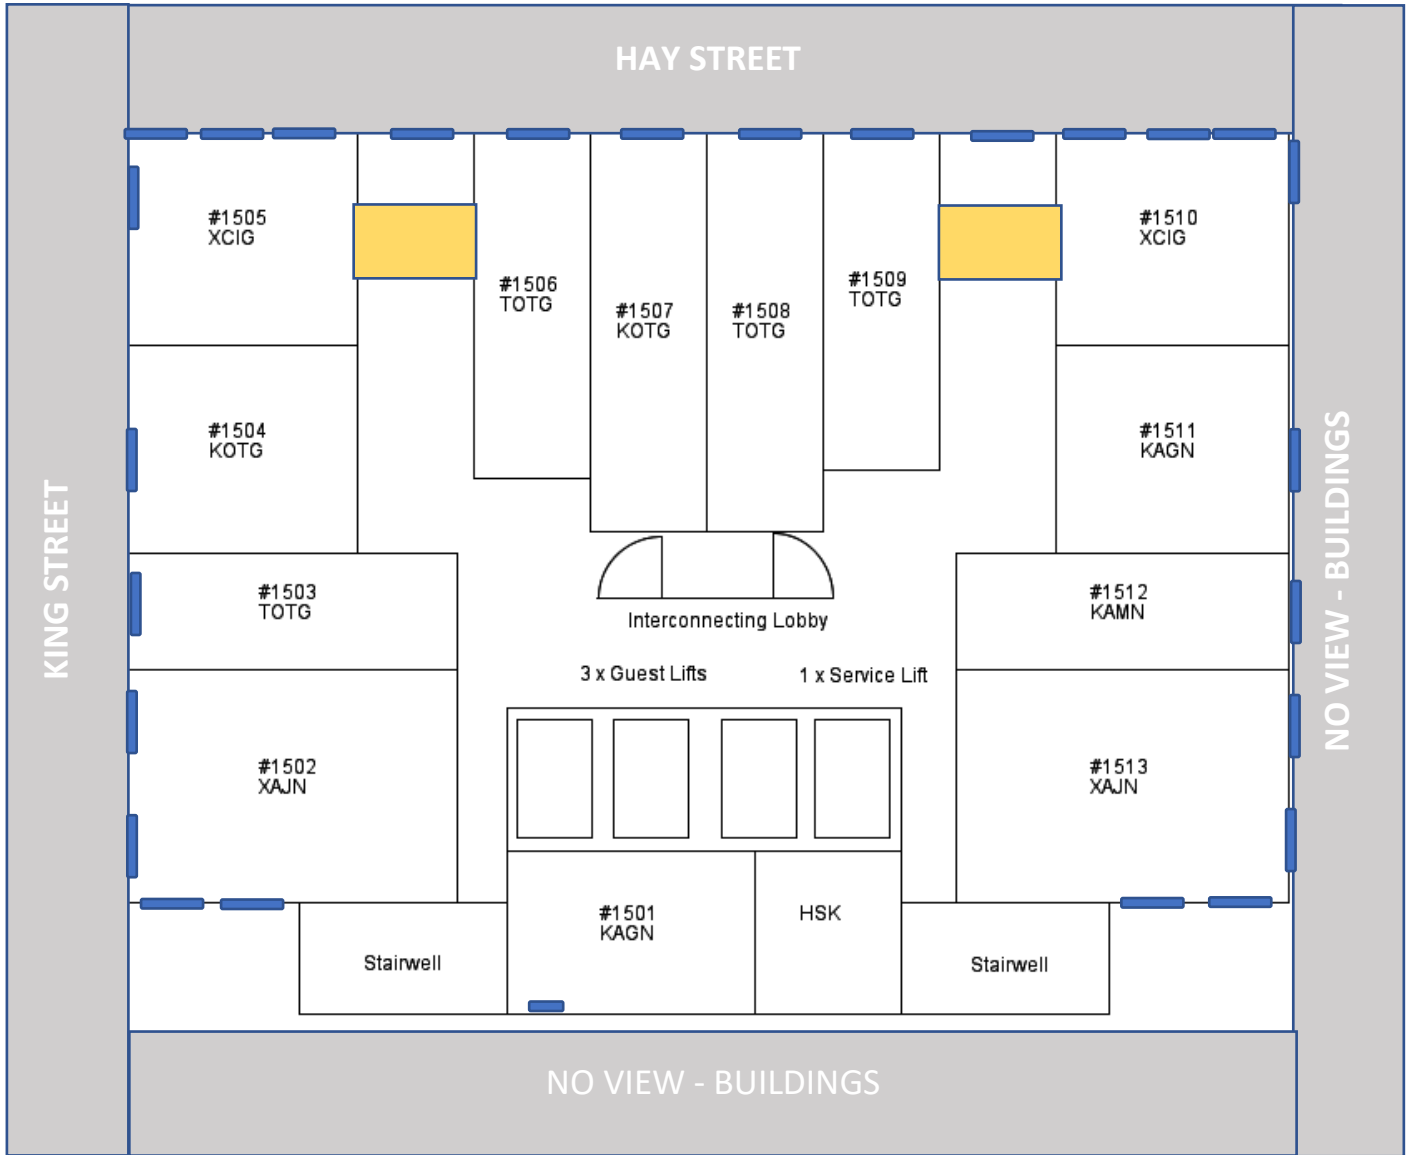 HAY STREET
#1505
XCIG
#1510
XCIG
#1506
TOTG
#1507
KOTG
#1508
TOTG
#1509
TOTG
#1504
KOTG
#1511
KAGN
KING STREET
NO VIEW - BUILDINGS
#1503
TOTG
#1512
KAMN
Interconnecting Lobby
3 x Guest Lifts
1 x Service Lift
#1502
XAJN
#1513
XAJN
#1501
KAGN
HSK
Stairwell
Stairwell
NO VIEW - BUILDINGS